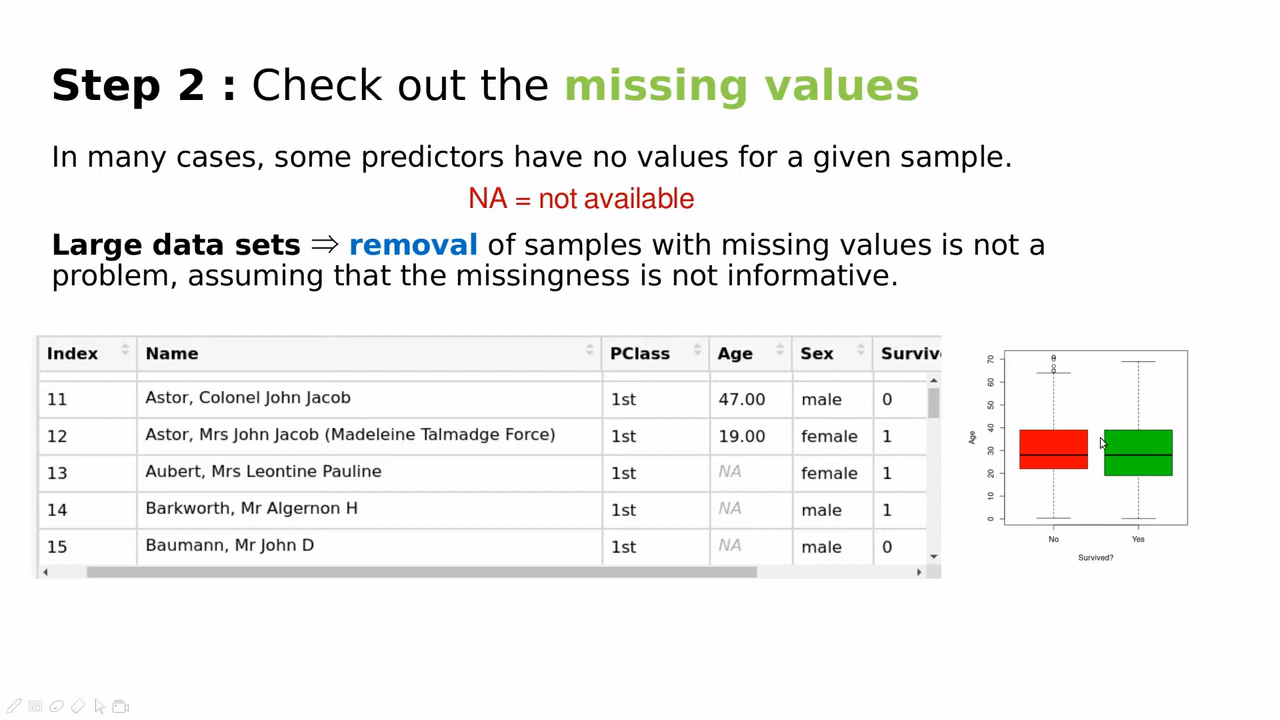 Step 2 : Check out the missing values
In many cases, some predictors have no values for a given sample.
NA = not available
Large data sets ⇒ removal of samples with missing values is not a
problem, assuming that the missingness is not informative.
Index Name PClass Age Sex Surviv
11 Astor, Colonel John Jacob 1st 47.00 male 0
12 Astor, Mrs John Jacob (Madeleine Talmadge Force) 1st 19.00 female 1
13 Aubert, Mrs Leontine Pauline 1st NA female 1
14 Barkworth, Mr Algernon H 1st NA male 1
15 Baumann, Mr John D 1st NA male 0
70
60
50
40
30
20
10
0
Age
No Yes
Survived?